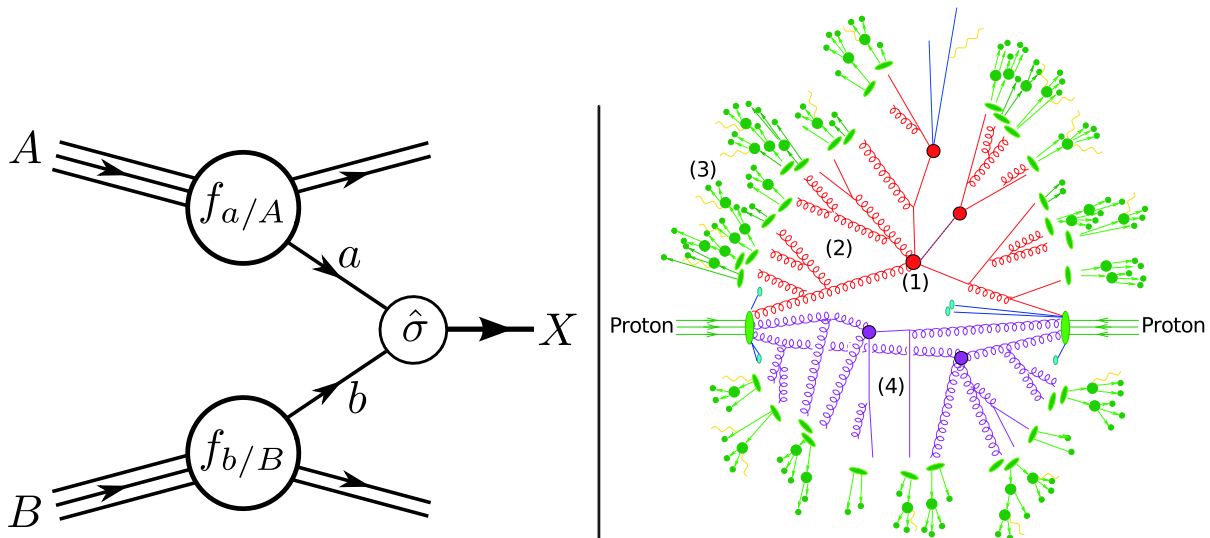 A
f_{a/A}
a
σ̂
X
b
f_{b/B}
B
(3)
(2)
(1)
Proton
Proton
(4)